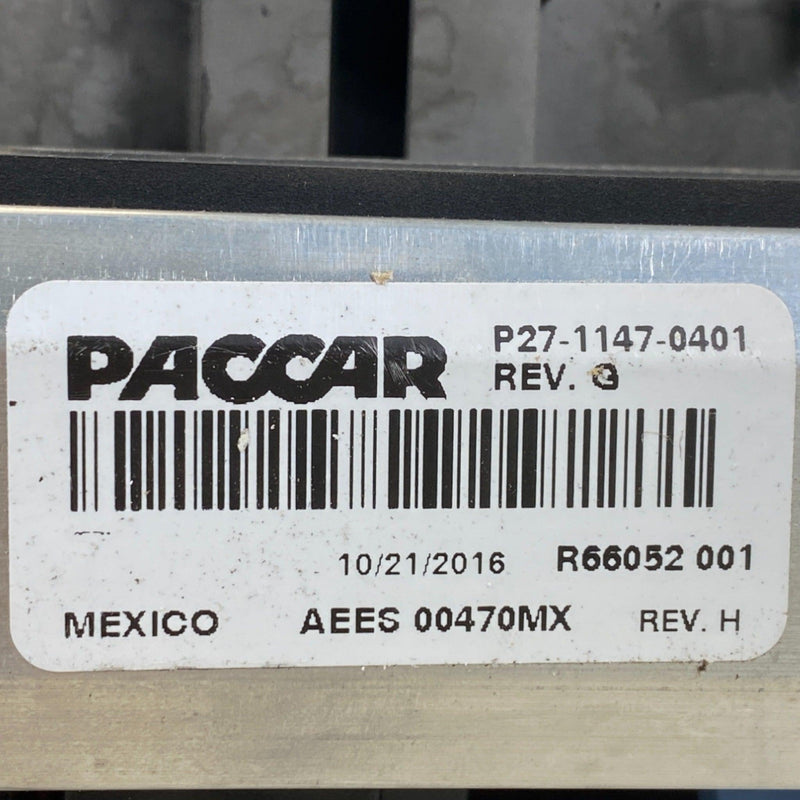 PACCAR
P27-1147-0401
REV. G
10/21/2016 R66052 001
MEXICO AEES 00470MX REV. H